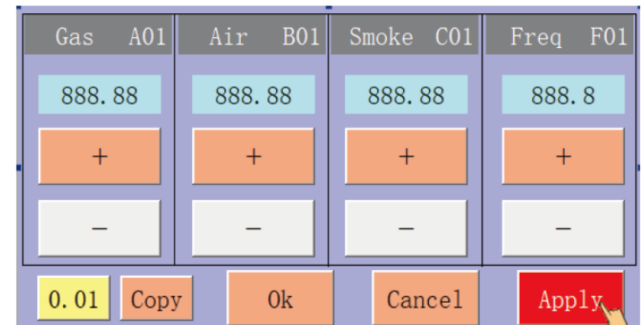 Gas A01 Air B01 Smoke C01 Freq F01
888.88 888.88 888.88 888.8
+ + + +
− − − −
0.01 Copy Ok Cancel Apply